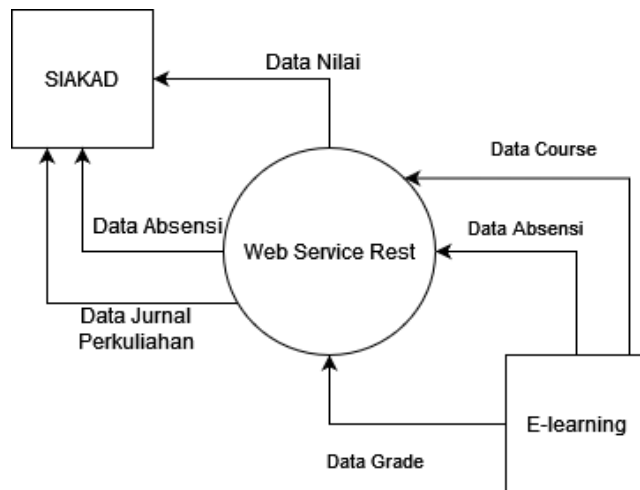 SIAKAD
Data Nilai
Data Course
Data Absensi
Data Absensi
Web Service Rest
Data Jurnal
Perkuliahan
E-learning
Data Grade